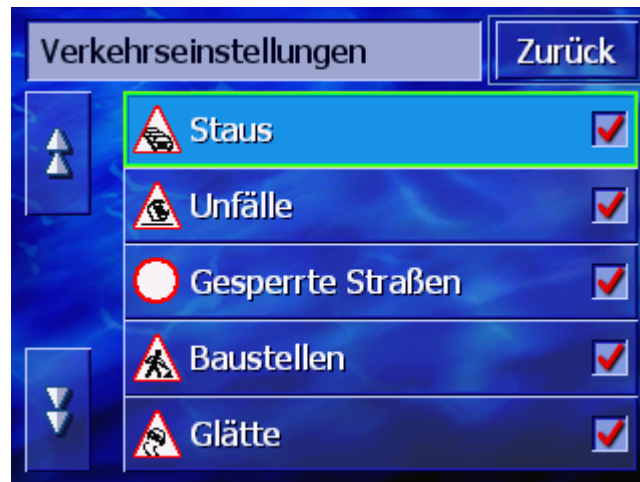 Verkehrseinstellungen
Zurück
Staus
Unfälle
Gesperrte Straßen
Baustellen
Glätte